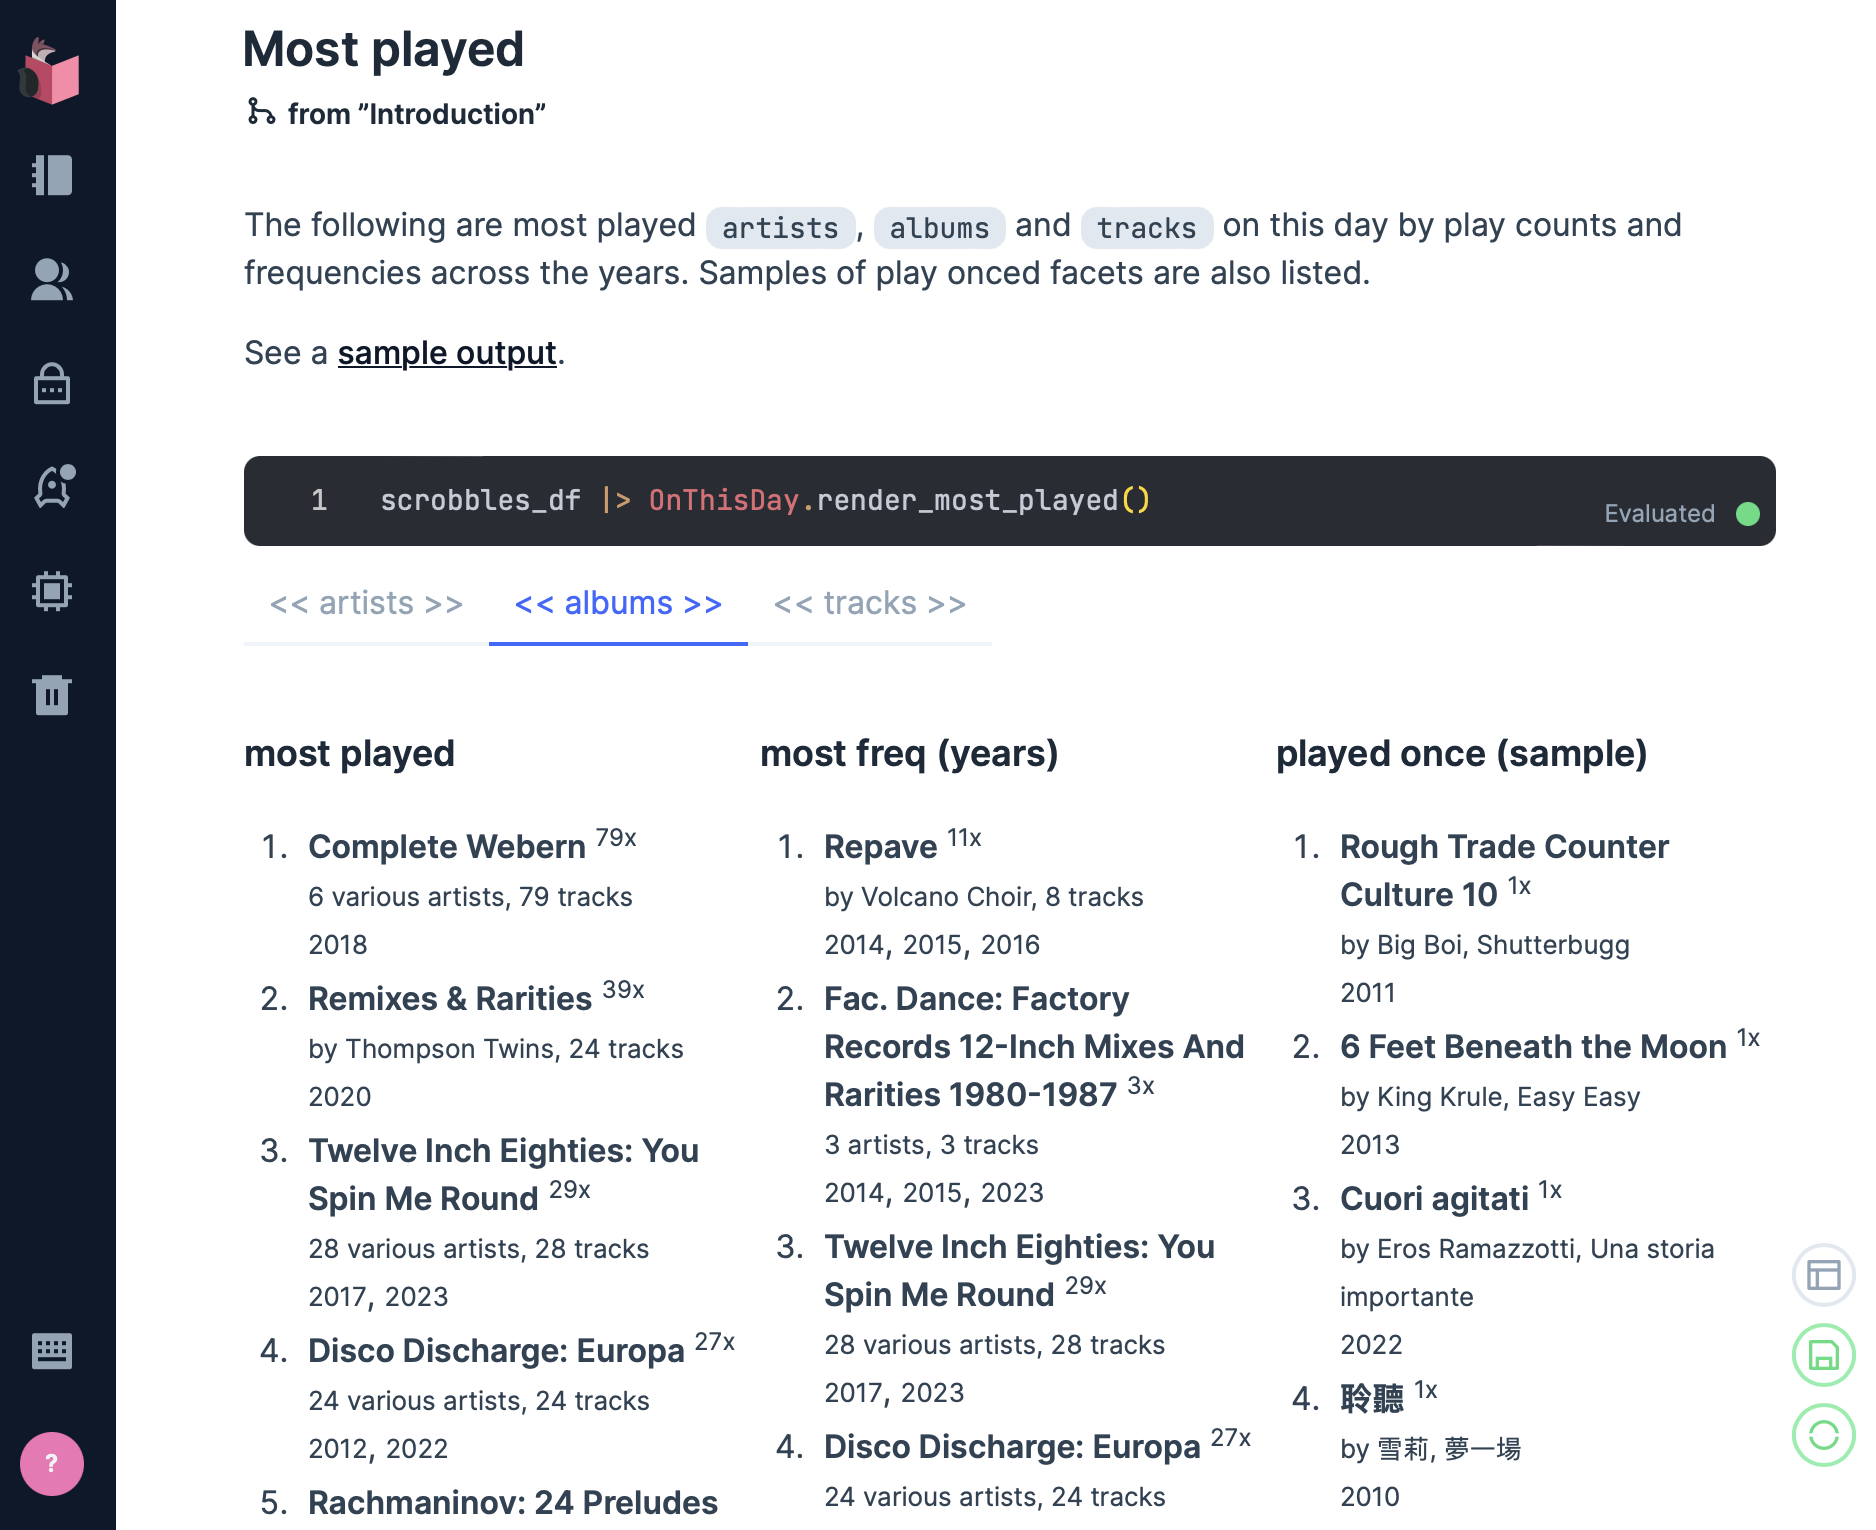 Most played
from ”Introduction”
The following are most played artists, albums and tracks on this day by play counts and
frequencies across the years. Samples of play onced facets are also listed.
See a sample output.
1 scrobbles_df |> OnThisDay.render_most_played()
Evaluated
<< artists >> << albums >> << tracks >>
most played
1. Complete Webern 79x
6 various artists, 79 tracks
2018
2. Remixes & Rarities 39x
by Thompson Twins, 24 tracks
2020
3. Twelve Inch Eighties: You
Spin Me Round 29x
28 various artists, 28 tracks
2017, 2023
4. Disco Discharge: Europa 27x
24 various artists, 24 tracks
2012, 2022
5. Rachmaninov: 24 Preludes
most freq (years)
1. Repave 11x
by Volcano Choir, 8 tracks
2014, 2015, 2016
2. Fac. Dance: Factory
Records 12-Inch Mixes And
Rarities 1980-1987 3x
3 artists, 3 tracks
2014, 2015, 2023
3. Twelve Inch Eighties: You
Spin Me Round 29x
28 various artists, 28 tracks
2017, 2023
4. Disco Discharge: Europa 27x
24 various artists, 24 tracks
played once (sample)
1. Rough Trade Counter
Culture 10 1x
by Big Boi, Shutterbugg
2011
2. 6 Feet Beneath the Moon 1x
by King Krule, Easy Easy
2013
3. Cuori agitati 1x
by Eros Ramazzotti, Una storia
importante
2022
4. 聆聽 1x
by 雪莉, 夢一場
2010
?